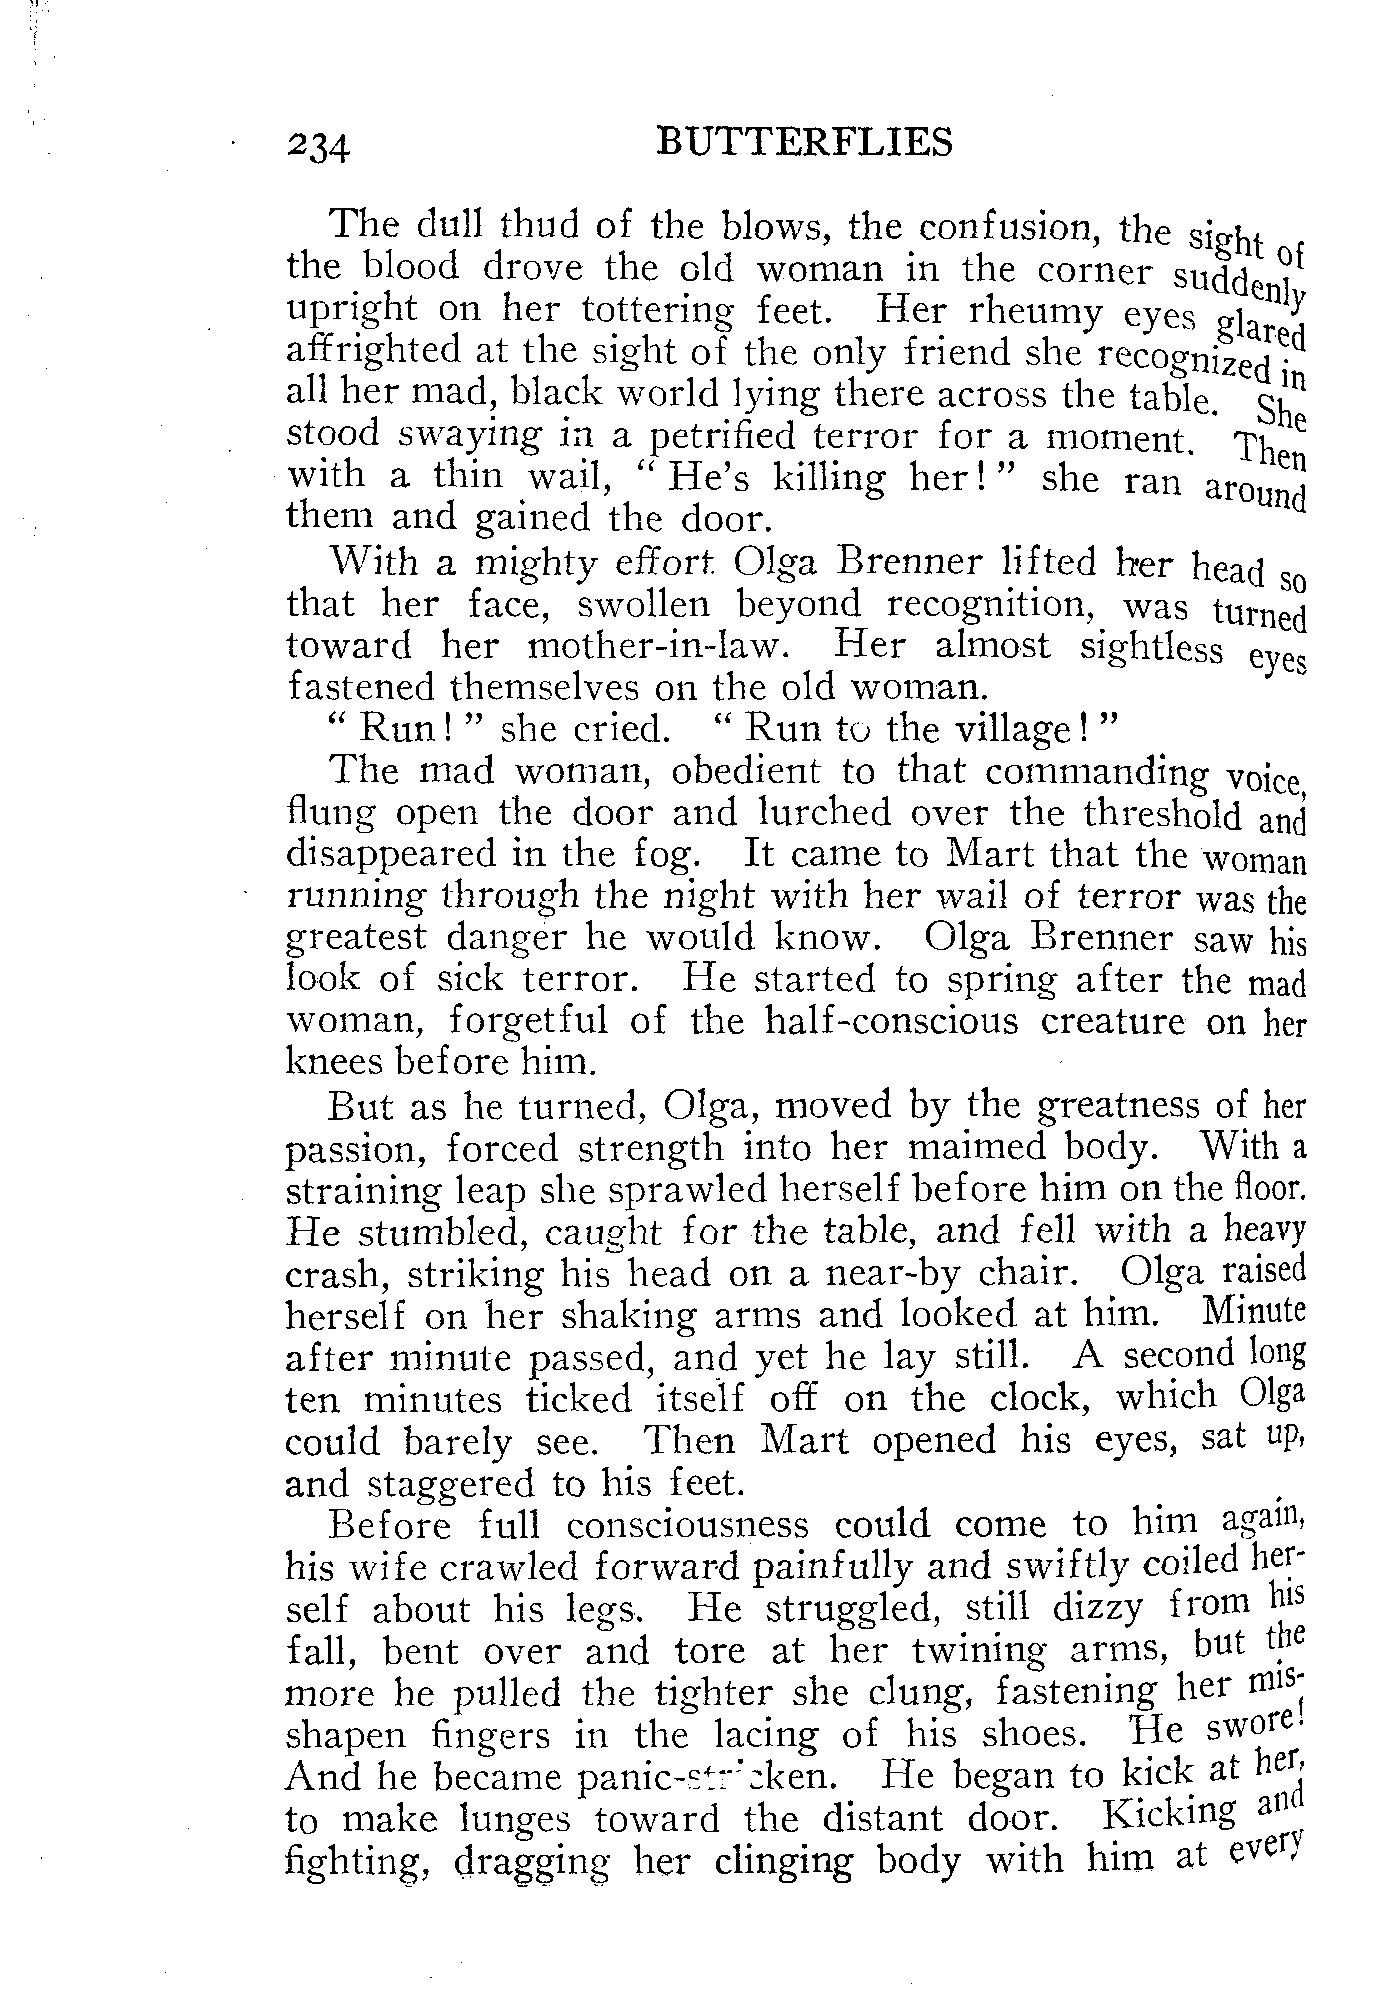 234 BUTTERFLIES
The dull thud of the blows, the confusion, the sight of
the blood drove the old woman in the corner suddenly
upright on her tottering feet. Her rheumy eyes glared
affrighted at the sight of the only friend she recognized in
all her mad, black world lying there across the table. She
stood swaying in a petrified terror for a moment. Then
with a thin wail, “ He’s killing her! ” she ran around
them and gained the door.
With a mighty effort Olga Brenner lifted her head so
that her face, swollen beyond recognition, was turned
toward her mother-in-law. Her almost sightless eyes
fastened themselves on the old woman.
“ Run! ” she cried. “ Run to the village! ”
The mad woman, obedient to that commanding voice,
flung open the door and lurched over the threshold and
disappeared in the fog. It came to Mart that the woman
running through the night with her wail of terror was the
greatest danger he would know. Olga Brenner saw his
look of sick terror. He started to spring after the mad
woman, forgetful of the half-conscious creature on her
knees before him.
But as he turned, Olga, moved by the greatness of her
passion, forced strength into her maimed body. With a
straining leap she sprawled herself before him on the floor.
He stumbled, caught for the table, and fell with a heavy
crash, striking his head on a near-by chair. Olga raised
herself on her shaking arms and looked at him. Minute
after minute passed, and yet he lay still. A second long
ten minutes ticked itself off on the clock, which Olga
could barely see. Then Mart opened his eyes, sat up,
and staggered to his feet.
Before full consciousness could come to him again,
his wife crawled forward painfully and swiftly coiled her-
self about his legs. He struggled, still dizzy from his
fall, bent over and tore at her twining arms, but the
more he pulled the tighter she clung, fastening her mis-
shapen fingers in the lacing of his shoes. He swore!
And he became panic-stricken. He began to kick at her,
to make lunges toward the distant door. Kicking and
fighting, dragging her clinging body with him at every